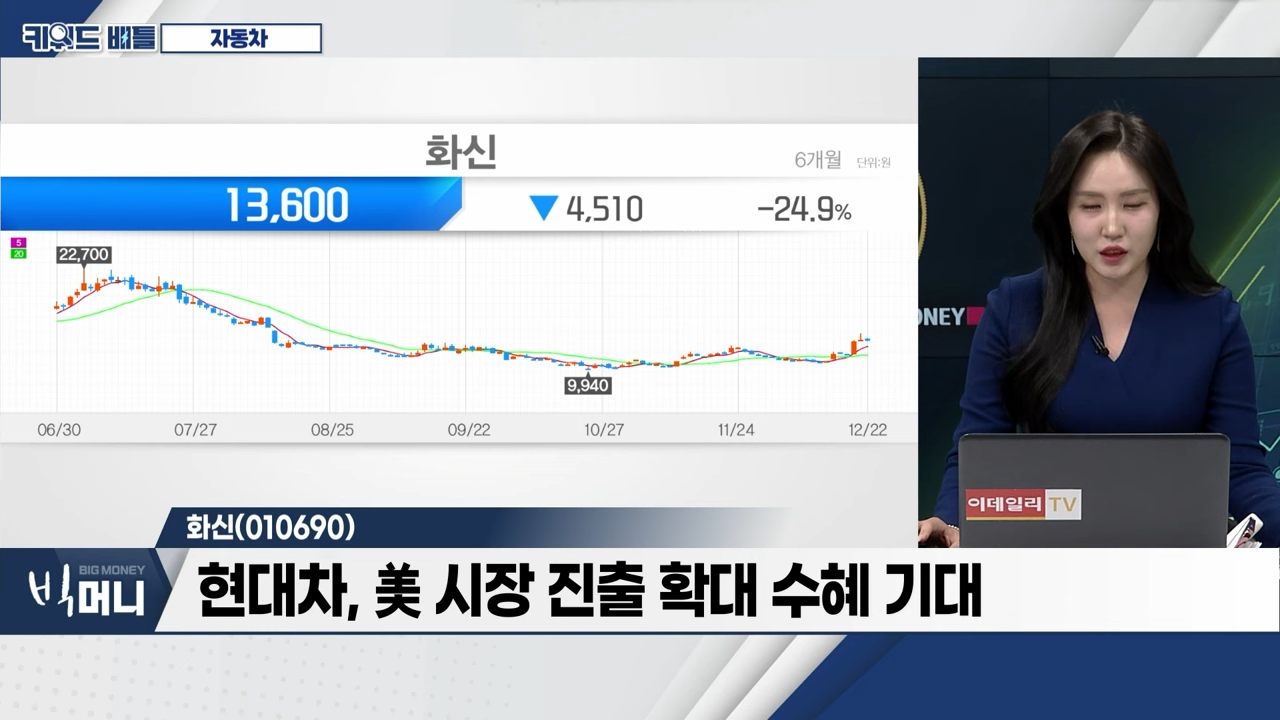 키워드 배틀
자동차
화신
6개월 단위:원
13,600
▼4,510
-24.9%
5
20
22,700
9,940
06/30
07/27
08/25
09/22
10/27
11/24
12/22
ONEY
이데일리 TV
화신(010690)
BIG MONEY
빅머니
현대차, 美 시장 진출 확대 수혜 기대